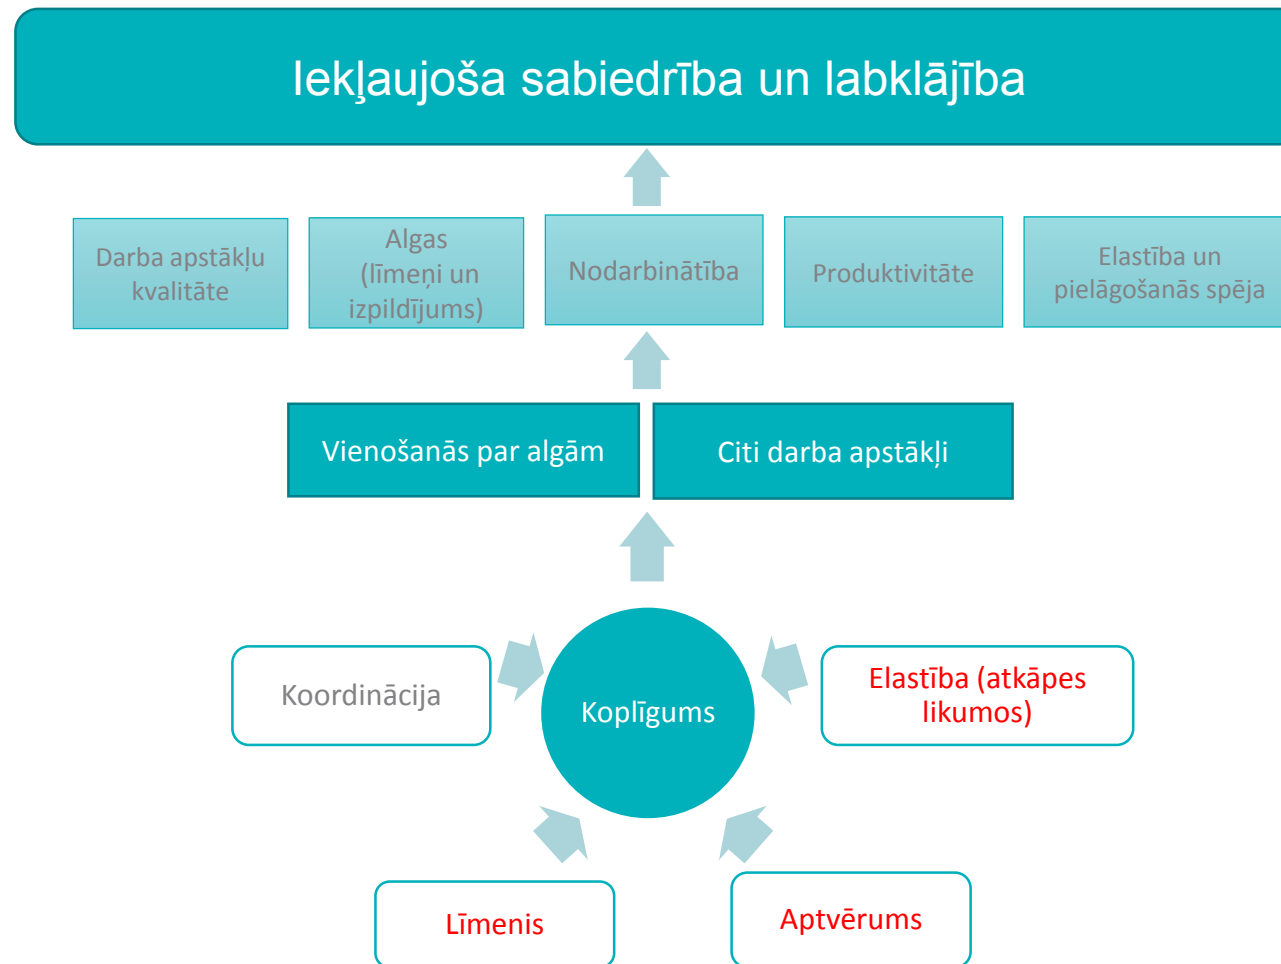 Iekļaujoša sabiedrība un labklājība
Darba apstākļu
kvalitāte
Algas
(līmeņi un
izpildījums)
Nodarbinātība
Produktivitāte
Elastība un
pielāgošanās spēja
Vienošanās par algām
Citi darba apstākļi
Koordinācija
Koplīgums
Elastība (atkāpes
likumos)
Līmenis
Aptvērums